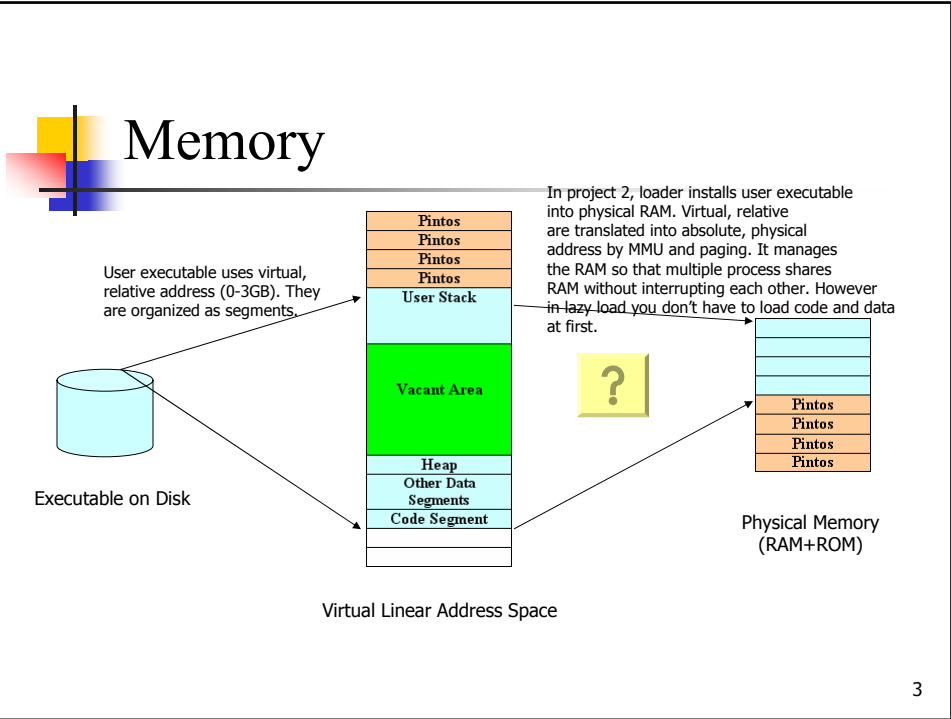 Memory
In project 2, loader installs user executable
into physical RAM. Virtual, relative
are translated into absolute, physical
address by MMU and paging. It manages
the RAM so that multiple process shares
RAM without interrupting each other. However
in lazy load you don't have to load code and data
at first.
User executable uses virtual,
relative address (0-3GB). They
are organized as segments.
Pintos
Pintos
Pintos
Pintos
User Stack
Vacant Area
Heap
Other Data
Segments
Code Segment
?
Pintos
Pintos
Pintos
Pintos
Executable on Disk
Physical Memory
(RAM+ROM)
Virtual Linear Address Space
3